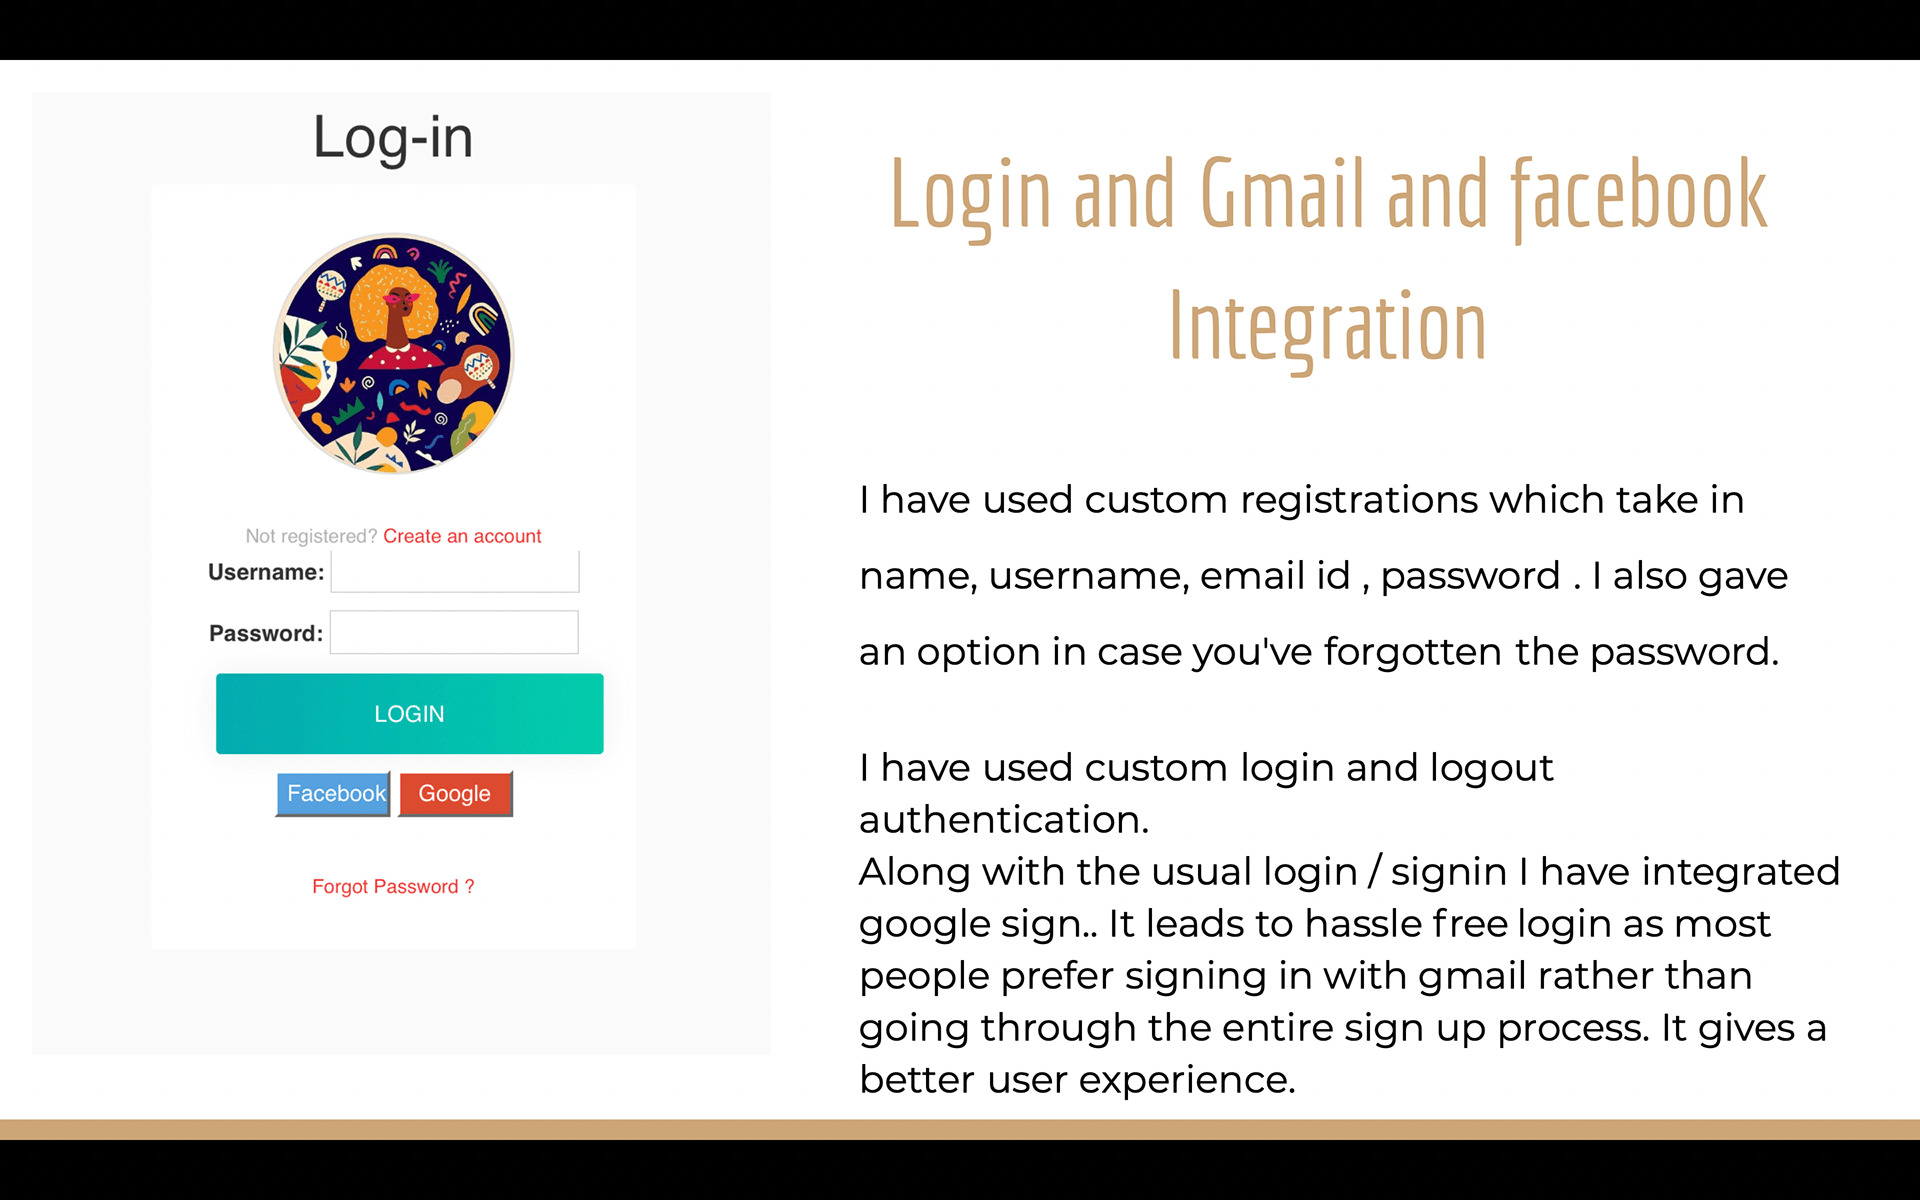 Log-in
Not registered? Create an account
Username:
Password:
LOGIN
Facebook Google
Forgot Password ?
Login and Gmail and facebook
Integration
I have used custom registrations which take in
name, username, email id , password . I also gave
an option in case you've forgotten the password.
I have used custom login and logout
authentication.
Along with the usual login / signin I have integrated
google sign.. It leads to hassle free login as most
people prefer signing in with gmail rather than
going through the entire sign up process. It gives a
better user experience.